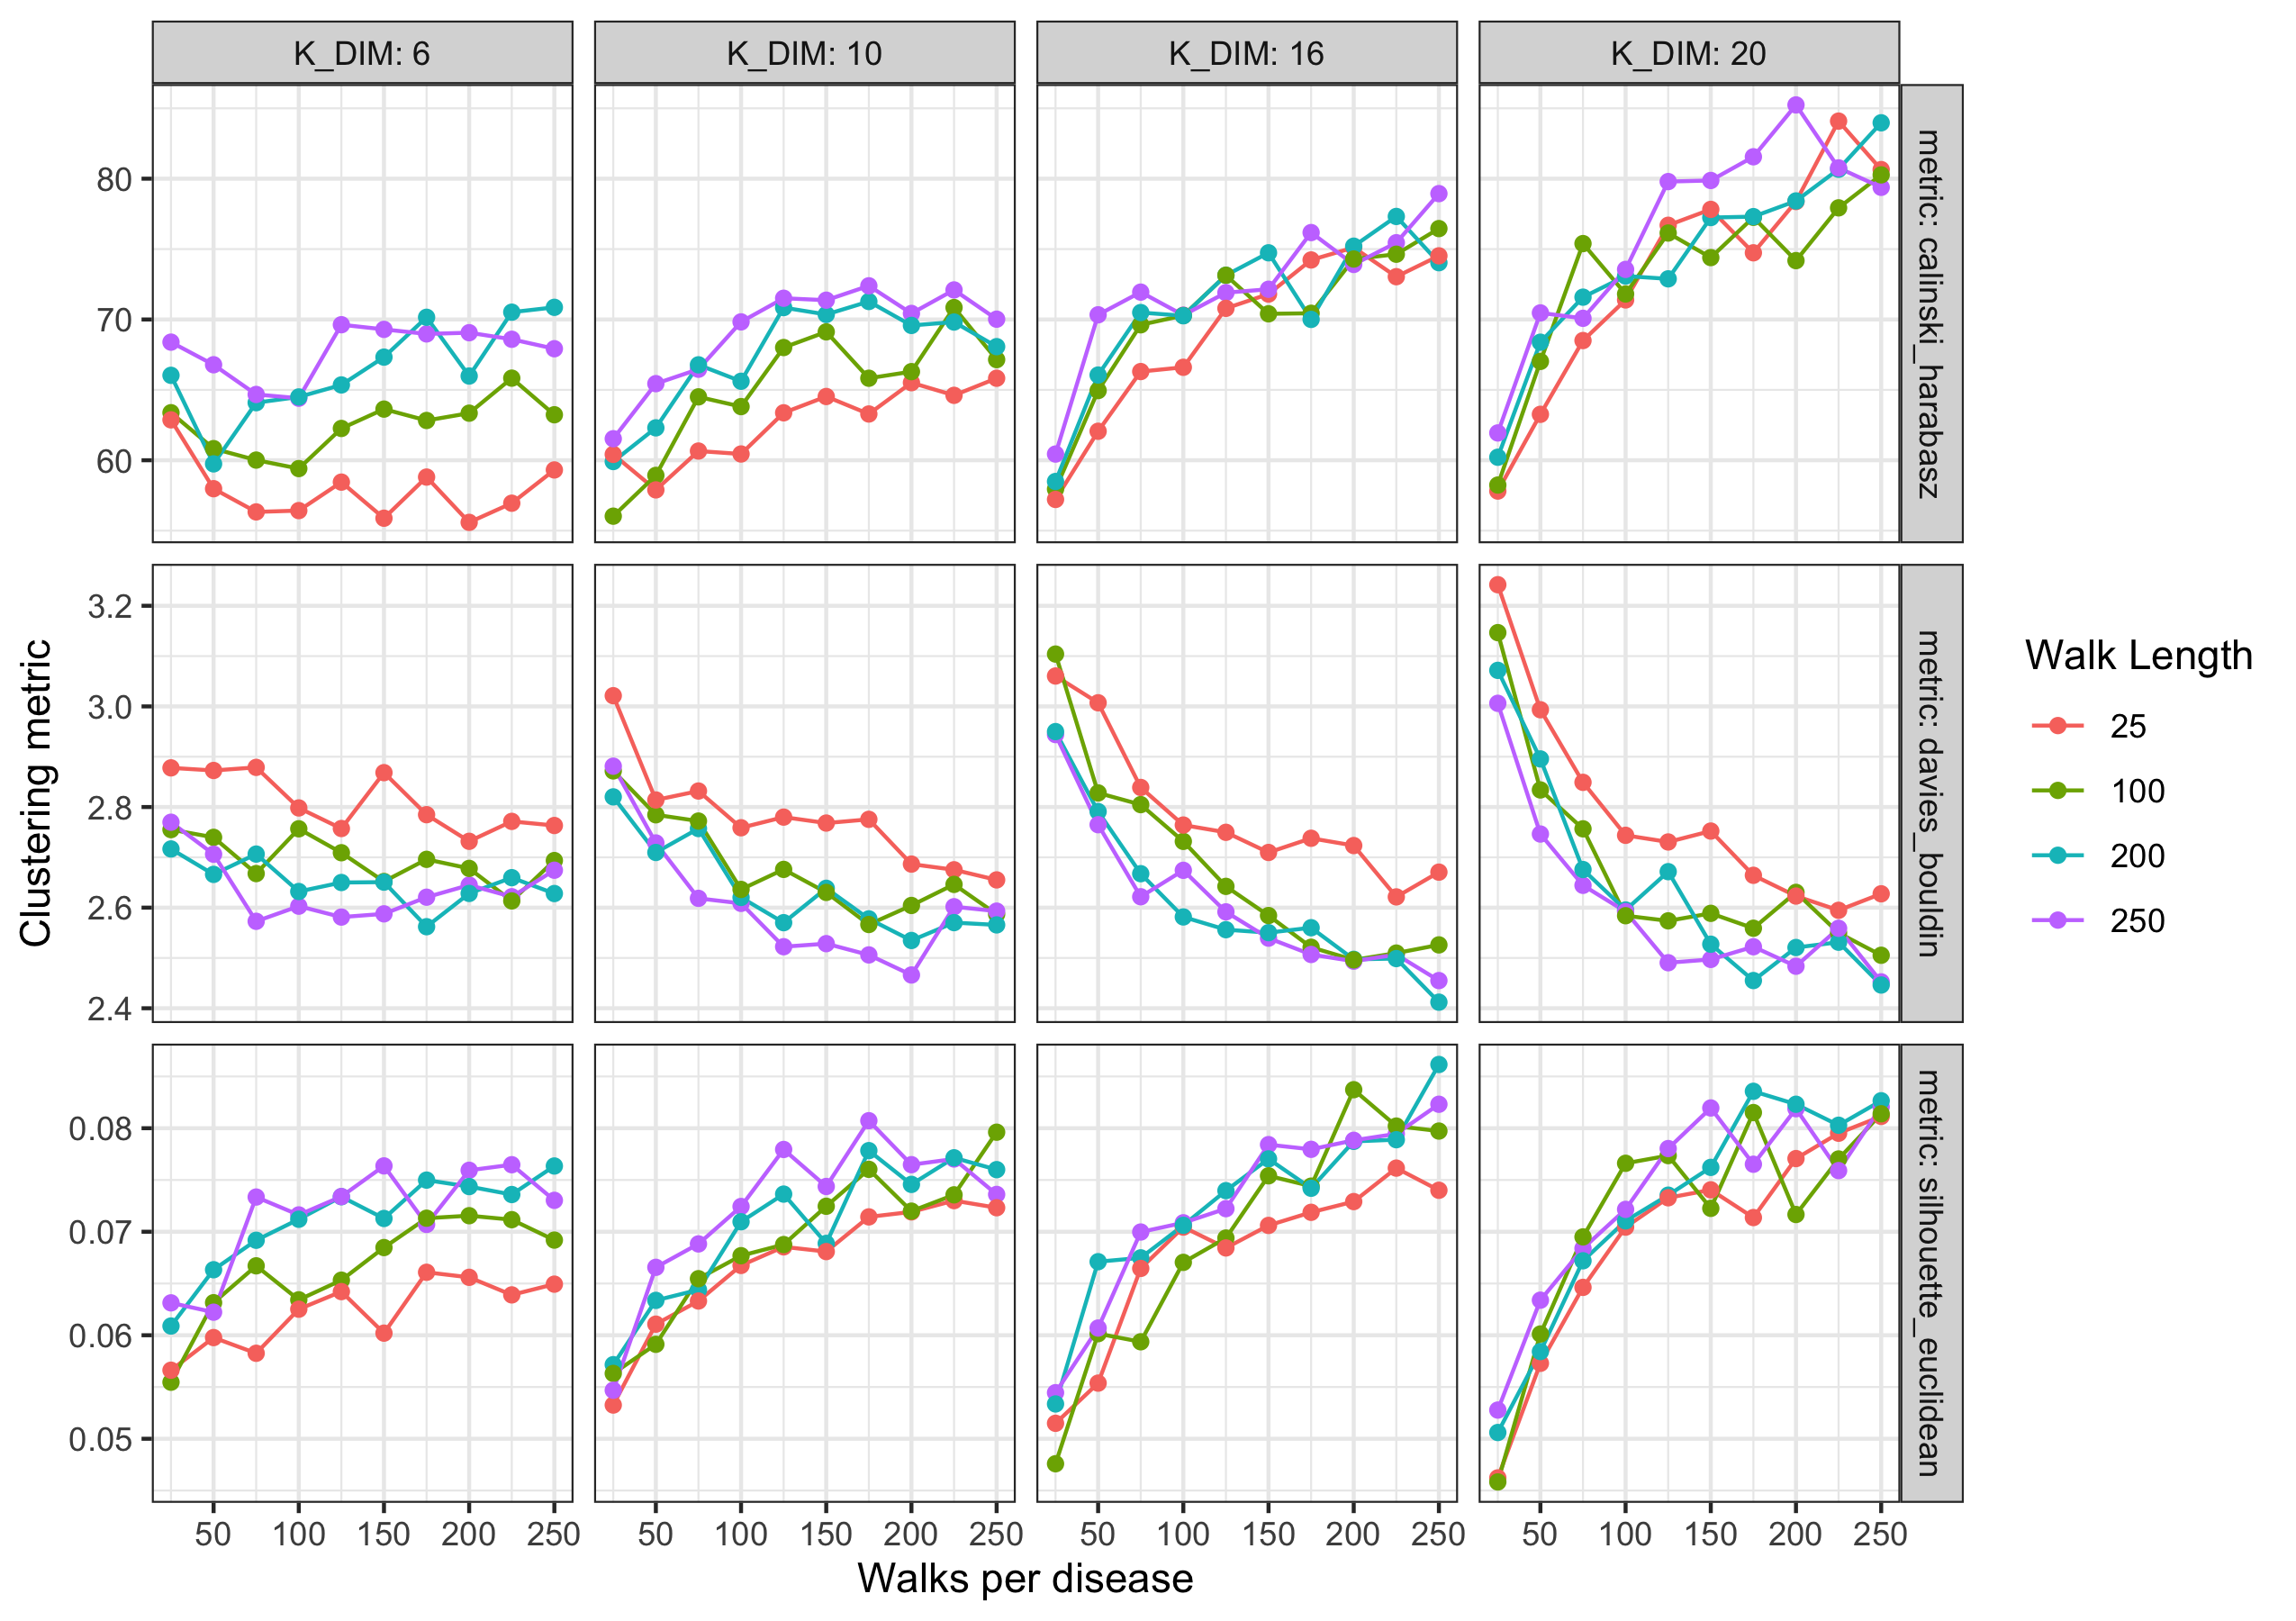 K_DIM: 6
K_DIM: 10
K_DIM: 16
K_DIM: 20
80
70
60
metric: calinski_harabasz
3.2
3.0
2.8
2.6
2.4
metric: davies_bouldin
0.08
0.07
0.06
0.05
metric: silhouette_euclidean
50 100 150 200 250
50 100 150 200 250
50 100 150 200 250
50 100 150 200 250
Walks per disease
Clustering metric
Walk Length
25
100
200
250